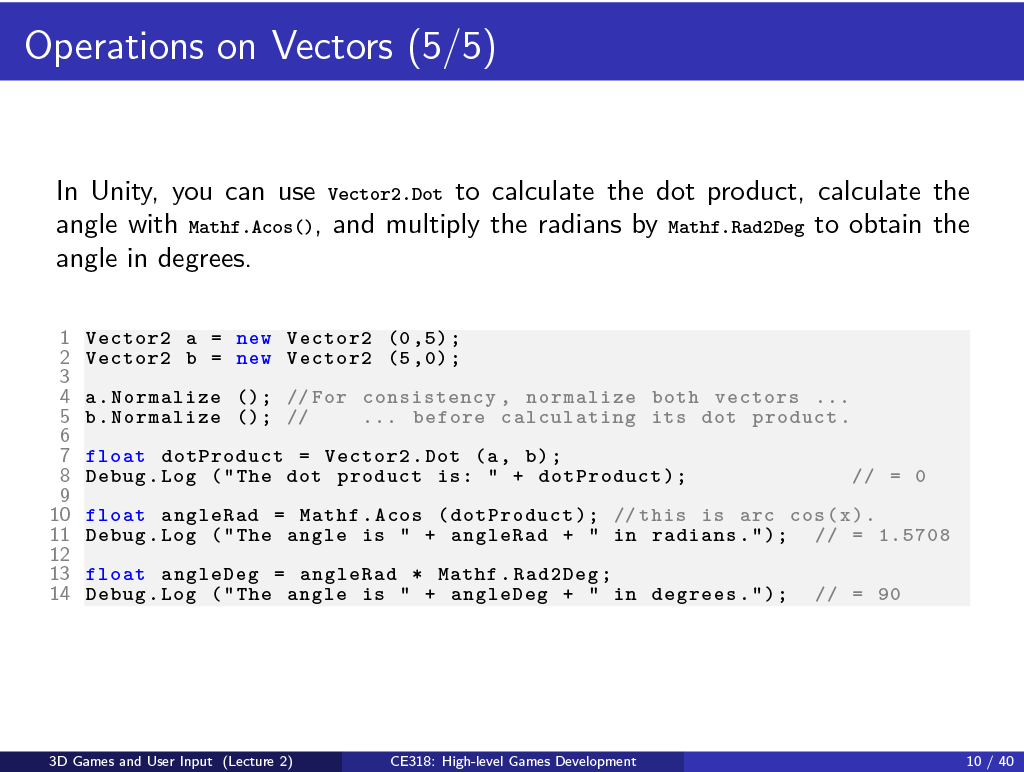 Operations on Vectors (5/5)
In Unity, you can use Vector2.Dot to calculate the dot product, calculate the
angle with Mathf.Acos(), and multiply the radians by Mathf.Rad2Deg to obtain the
angle in degrees.
1 Vector2 a = new Vector2 (0,5);
2 Vector2 b = new Vector2 (5,0);
3
4 a.Normalize (); //For consistency, normalize both vectors ...
5 b.Normalize (); //    ... before calculating its dot product.
6
7 float dotProduct = Vector2.Dot (a, b);
8 Debug.Log ("The dot product is: " + dotProduct);             // = 0
9
10 float angleRad = Mathf.Acos (dotProduct); //this is arc cos(x).
11 Debug.Log ("The angle is " + angleRad + " in radians.");  // = 1.5708
12
13 float angleDeg = angleRad * Mathf.Rad2Deg;
14 Debug.Log ("The angle is " + angleDeg + " in degrees.");  // = 90
3D Games and User Input (Lecture 2) CE318: High-level Games Development 10 / 40